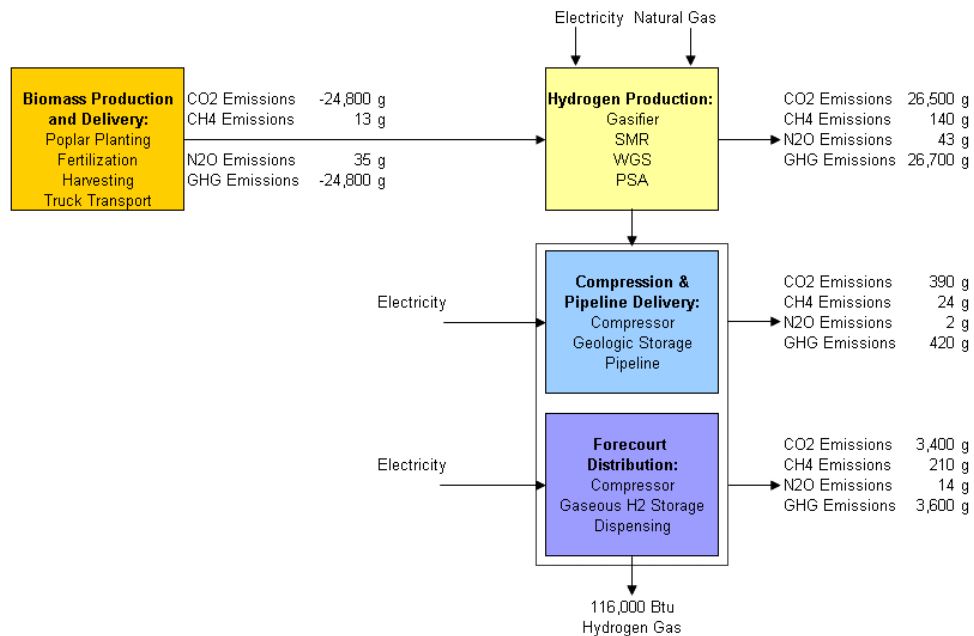 Electricity Natural Gas
Biomass Production
and Delivery:
Poplar Planting
Fertilization
Harvesting
Truck Transport
CO2 Emissions -24,800 g
CH4 Emissions 13 g
N2O Emissions 35 g
GHG Emissions -24,800 g
Hydrogen Production:
Gasifier
SMR
WGS
PSA
CO2 Emissions 26,500 g
CH4 Emissions 140 g
N2O Emissions 43 g
GHG Emissions 26,700 g
Electricity
Compression &
Pipeline Delivery:
Compressor
Geologic Storage
Pipeline
CO2 Emissions 390 g
CH4 Emissions 24 g
N2O Emissions 2 g
GHG Emissions 420 g
Electricity
Forecourt
Distribution:
Compressor
Gaseous H2 Storage
Dispensing
CO2 Emissions 3,400 g
CH4 Emissions 210 g
N2O Emissions 14 g
GHG Emissions 3,600 g
116,000 Btu
Hydrogen Gas